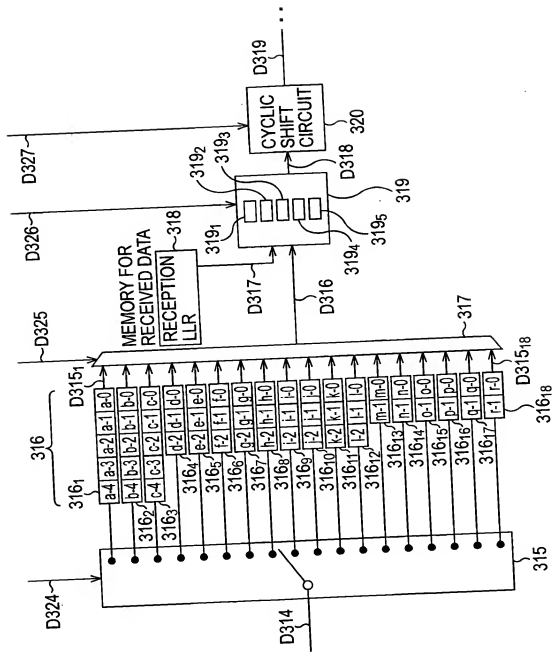 D324
316
D325
D326
D327
316₁
D315₁
MEMORY FOR
RECEIVED DATA
318
RECEPTION
LLR
319₂
319₃
319₁
CYCLIC
SHIFT
CIRCUIT
D319
...
a-4 a-3 a-2 a-1 a-0
b-4 b-3 b-2 b-1 b-0
316₂ c-4 c-3 c-2 c-1 c-0
316₃ d-2 d-1 d-0
316₄ e-2 e-1 e-0
316₅ f-2 f-1 f-0
316₆ g-2 g-1 g-0
316₇ h-2 h-1 h-0
316₈ i-2 i-1 i-0
316₉ j-2 j-1 j-0
316₁₀ k-2 k-1 k-0
316₁₁ l-2 l-1 l-0
316₁₂ m-1 m-0
316₁₃ n-1 n-0
316₁₄ o-1 o-0
316₁₅ p-1 p-0
316₁₆ q-1 q-0
316₁₇ r-1 r-0
316₁₈
D317
D318
320
D316
319₄
319₅
319
D314
315
D315₁₈
317